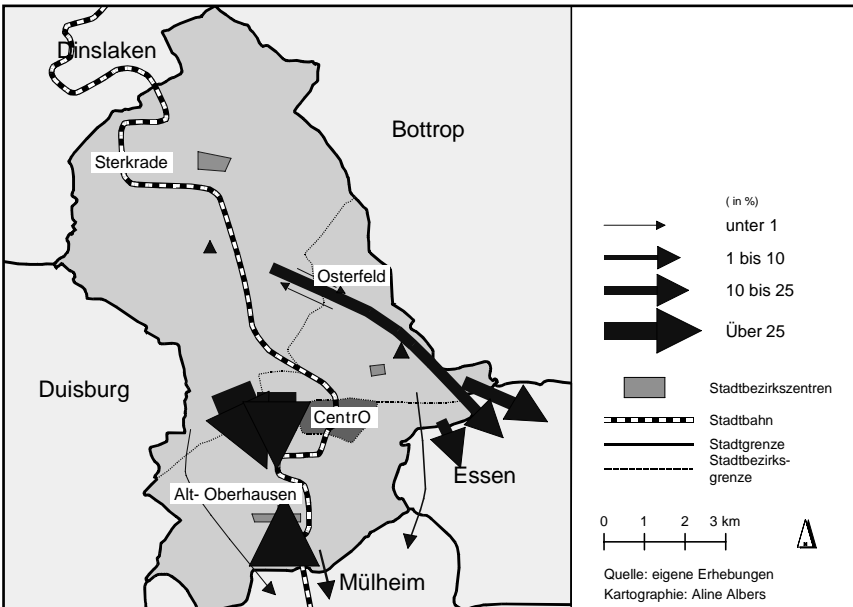 Dinslaken
Bottrop
Sterkrade
Osterfeld
Duisburg
CentrO
Essen
Alt- Oberhausen
Mülheim
( in %)
unter 1
1 bis 10
10 bis 25
Über 25
Stadtbezirkszentren
Stadtbahn
Stadtgrenze
Stadtbezirks-
grenze
0 1 2 3 km
Quelle: eigene Erhebungen
Kartographie: Aline Albers